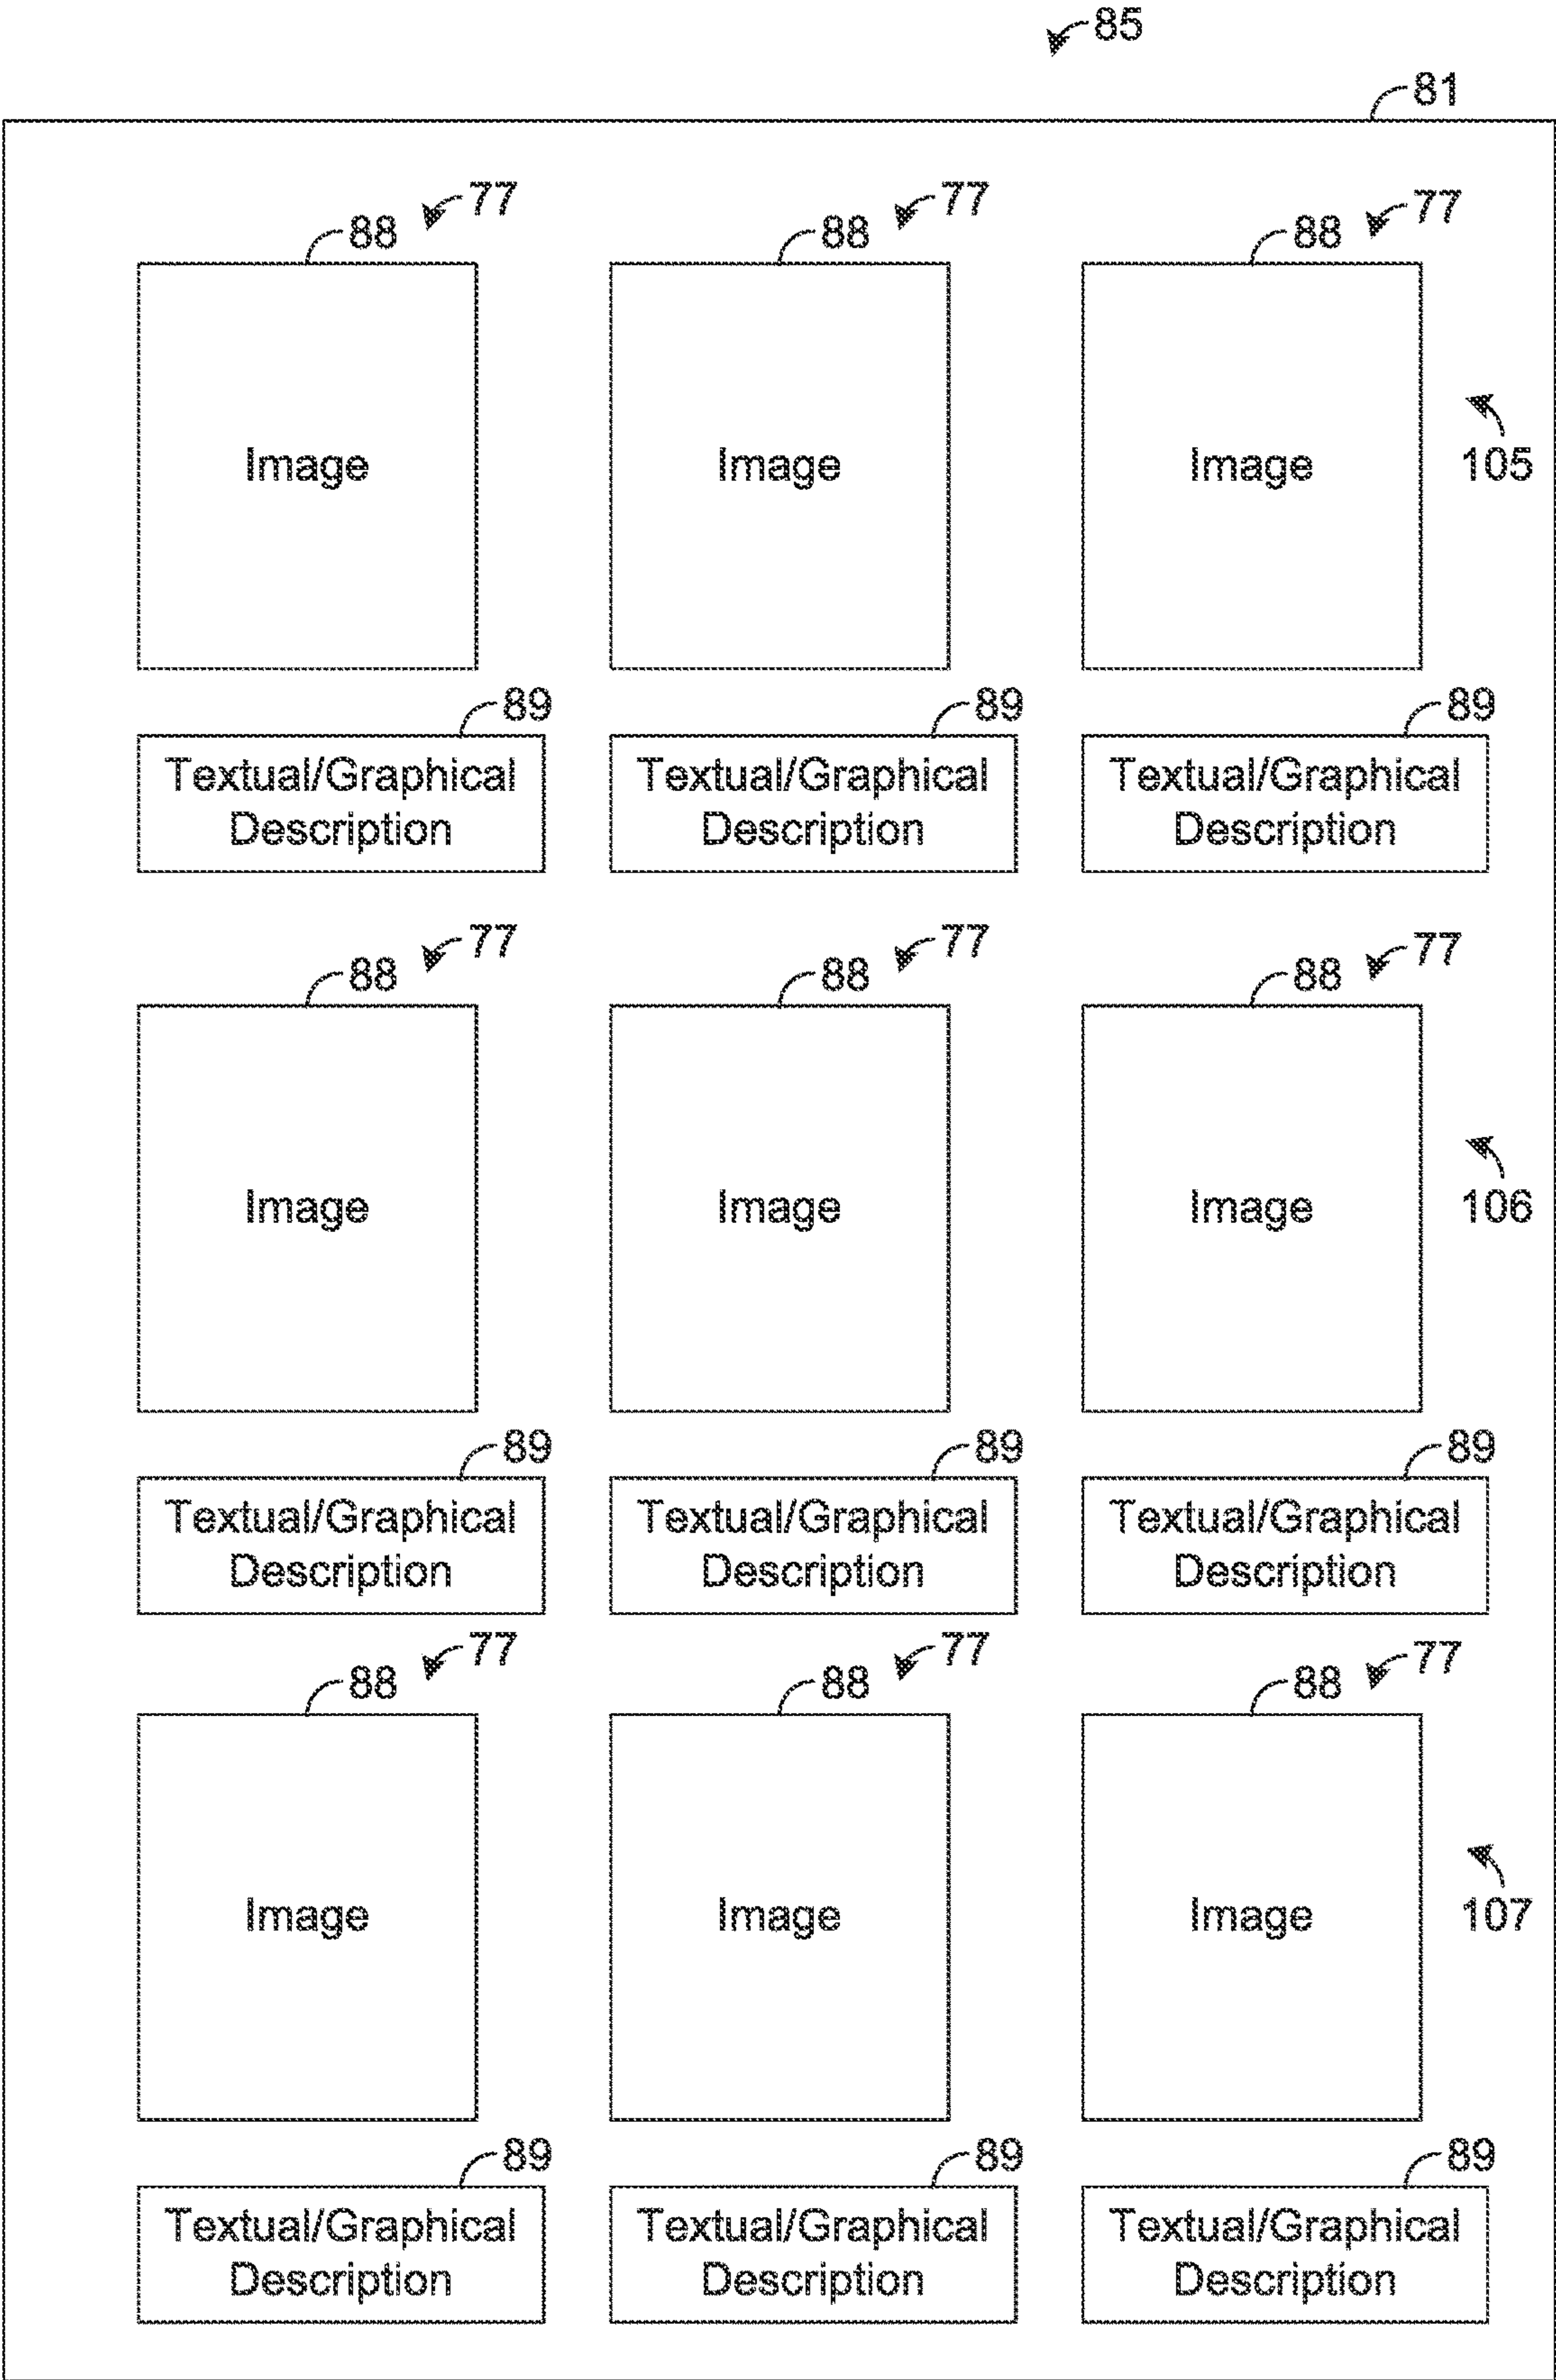 85
81
88 77 88 77 88 77
Image Image Image 105
89 89 89
Textual/Graphical Textual/Graphical Textual/Graphical
Description Description Description
88 77 88 77 88 77
Image Image Image 106
89 89 89
Textual/Graphical Textual/Graphical Textual/Graphical
Description Description Description
88 77 88 77 88 77
Image Image Image 107
89 89 89
Textual/Graphical Textual/Graphical Textual/Graphical
Description Description Description